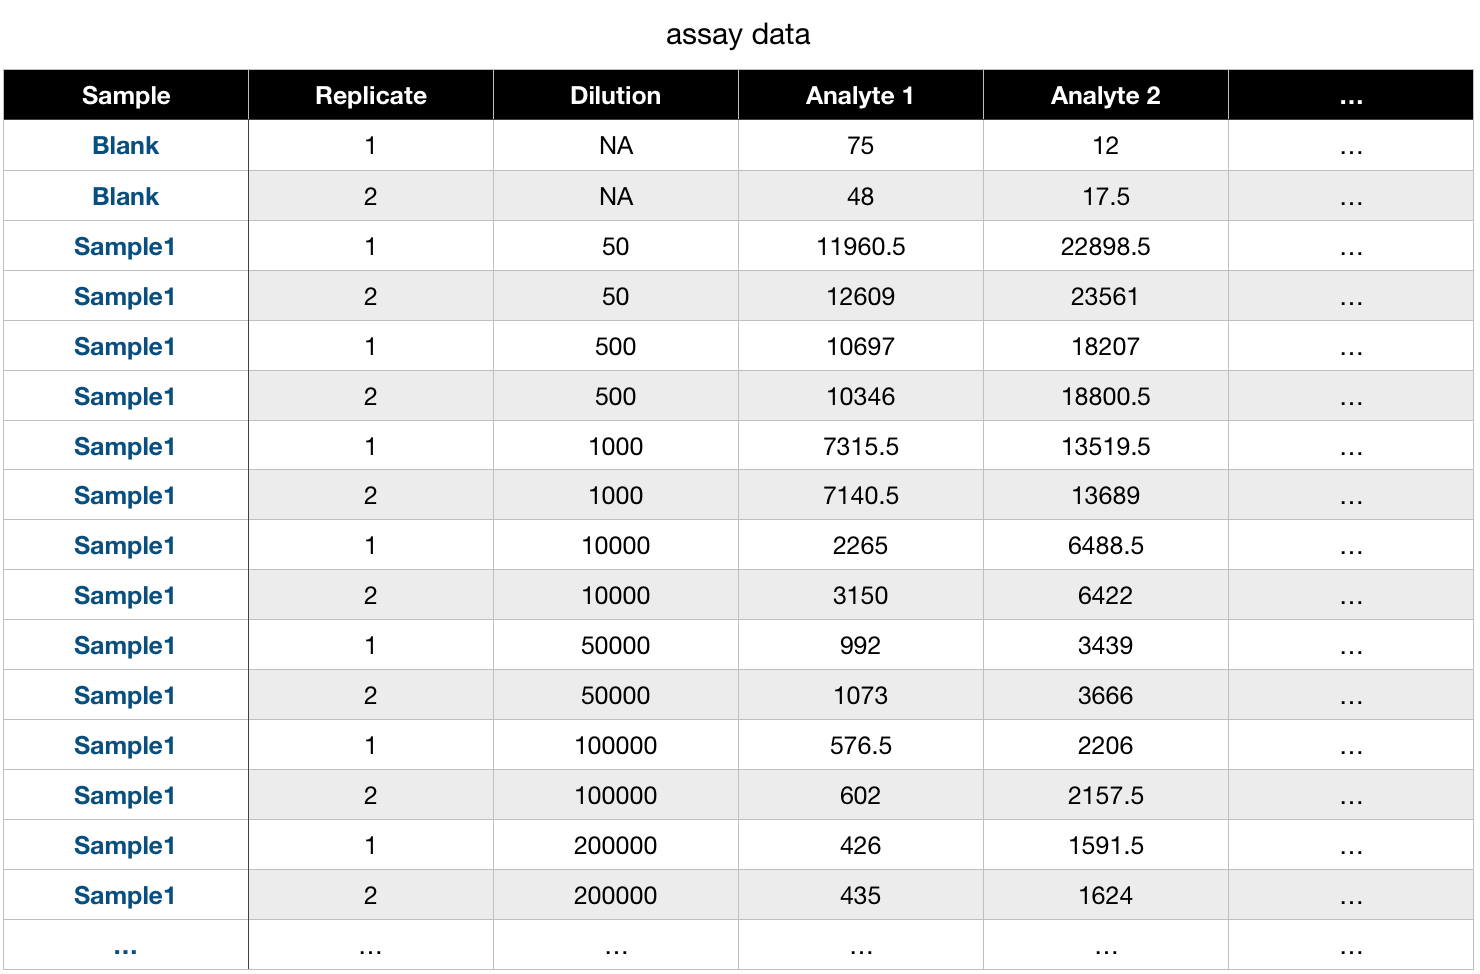 assay data
Sample Replicate Dilution Analyte 1 Analyte 2 …
Blank 1 NA 75 12 …
Blank 2 NA 48 17.5 …
Sample1 1 50 11960.5 22898.5 …
Sample1 2 50 12609 23561 …
Sample1 1 500 10697 18207 …
Sample1 2 500 10346 18800.5 …
Sample1 1 1000 7315.5 13519.5 …
Sample1 2 1000 7140.5 13689 …
Sample1 1 10000 2265 6488.5 …
Sample1 2 10000 3150 6422 …
Sample1 1 50000 992 3439 …
Sample1 2 50000 1073 3666 …
Sample1 1 100000 576.5 2206 …
Sample1 2 100000 602 2157.5 …
Sample1 1 200000 426 1591.5 …
Sample1 2 200000 435 1624 …
… … … … … …